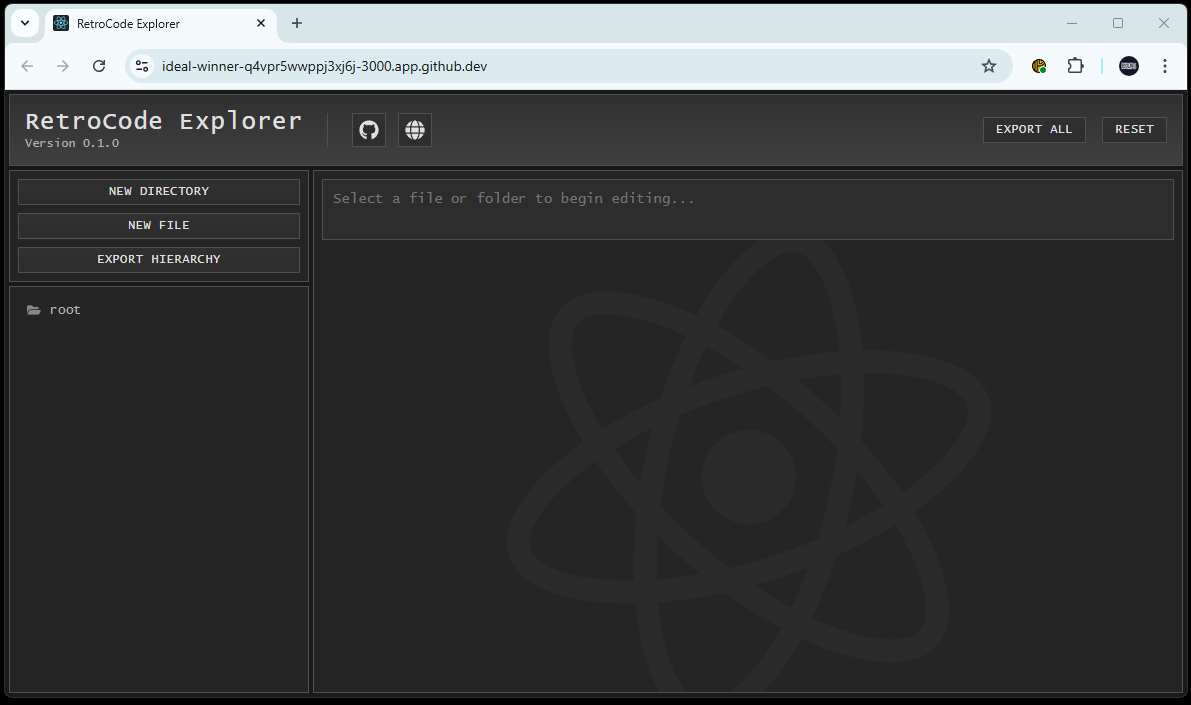 RetroCode Explorer
ideal-winner-q4vpr5wwppj3xj6j-3000.app.github.dev
RetroCode Explorer
Version 0.1.0
EXPORT ALL
RESET
NEW DIRECTORY
NEW FILE
EXPORT HIERARCHY
root
Select a file or folder to begin editing...